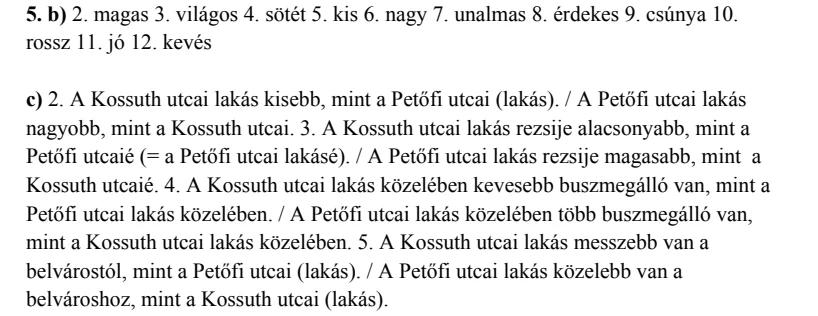 5. b) 2. magas 3. világos 4. sötét 5. kis 6. nagy 7. unalmas 8. érdekes 9. csúnya 10.
rossz 11. jó 12. kevés
c) 2. A Kossuth utcai lakás kisebb, mint a Petőfi utcai (lakás). / A Petőfi utcai lakás
nagyobb, mint a Kossuth utcai. 3. A Kossuth utcai lakás rezsije alacsonyabb, mint a
Petőfi utcaié (= a Petőfi utcai lakásé). / A Petőfi utcai lakás rezsije magasabb, mint a
Kossuth utcaié. 4. A Kossuth utcai lakás közelében kevesebb buszmegálló van, mint a
Petőfi utcai lakás közelében. / A Petőfi utcai lakás közelében több buszmegálló van,
mint a Kossuth utcai lakás közelében. 5. A Kossuth utcai lakás messzebb van a
belvárostól, mint a Petőfi utcai (lakás). / A Petőfi utcai lakás közelebb van a
belvároshoz, mint a Kossuth utcai (lakás).